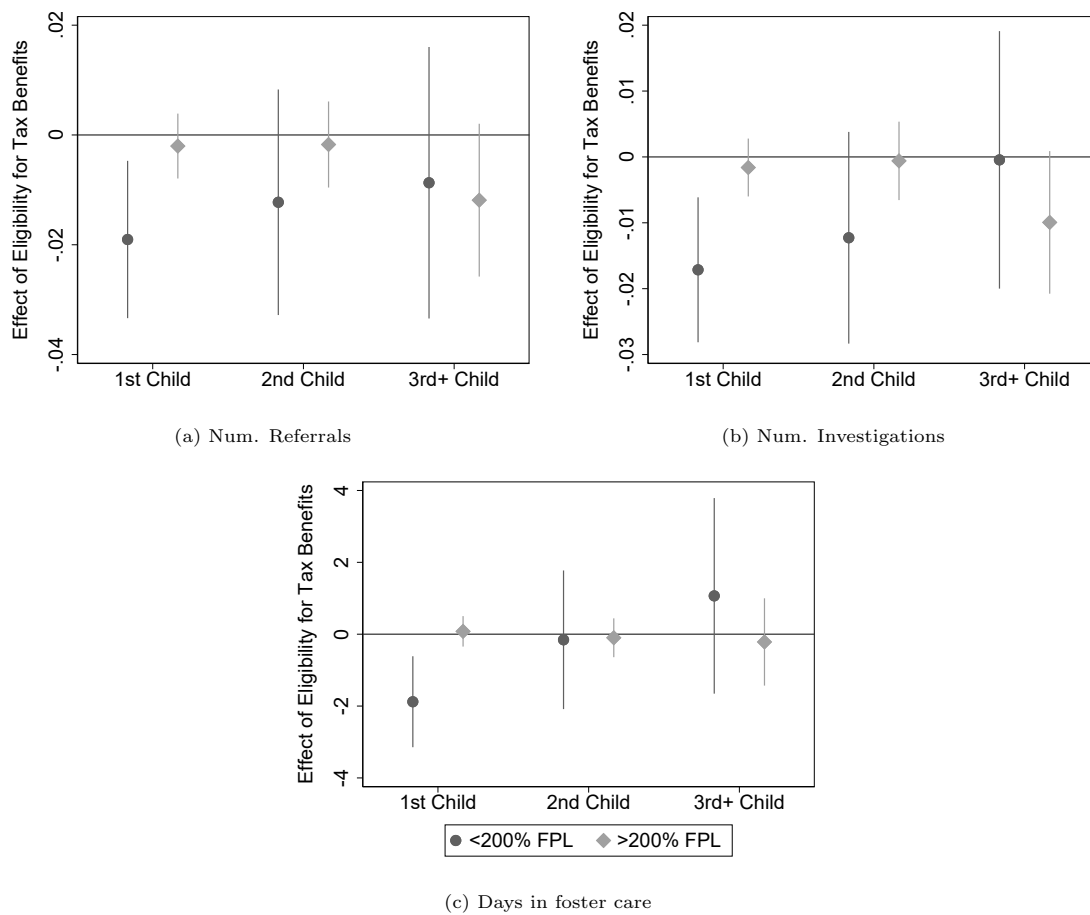 Effect of Eligibility for Tax Benefits
.02
0
-.02
-.04
1st Child 2nd Child 3rd+ Child
(a) Num. Referrals
Effect of Eligibility for Tax Benefits
.02
.01
0
-.01
-.02
-.03
1st Child 2nd Child 3rd+ Child
(b) Num. Investigations
Effect of Eligibility for Tax Benefits
4
2
0
-2
-4
1st Child 2nd Child 3rd+ Child
<200% FPL >200% FPL
(c) Days in foster care